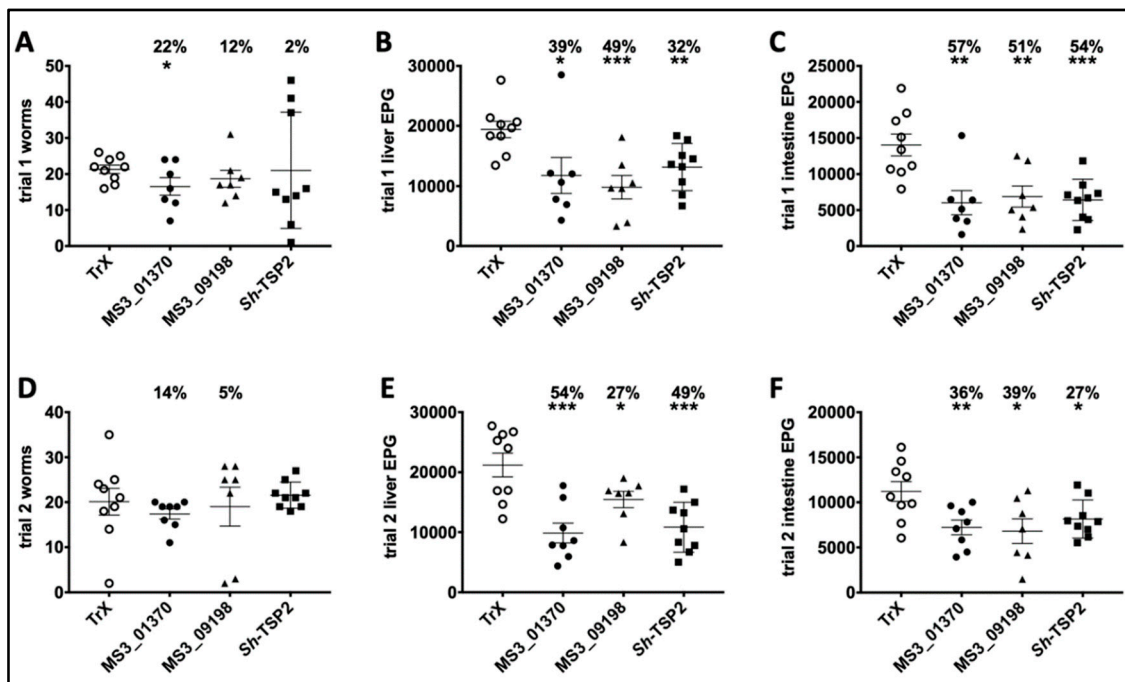 A
22% 12% 2%
*
trial 1 worms
50
40
30
20
10
0
TrX
MS3_01370
MS3_09198
Sh-TSP2
B
39% 49% 32%
* *** **
trial 1 liver EPG
30000
20000
10000
0
TrX
MS3_01370
MS3_09198
Sh-TSP2
C
57% 51% 54%
** ** ***
trial 1 intestine EPG
25000
20000
15000
10000
5000
0
TrX
MS3_01370
MS3_09198
Sh-TSP2
D
14% 5%
trial 2 worms
40
30
20
10
0
TrX
MS3_01370
MS3_09198
Sh-TSP2
E
54% 27% 49%
*** * ***
trial 2 liver EPG
30000
20000
10000
0
TrX
MS3_01370
MS3_09198
Sh-TSP2
F
36% 39% 27%
** * *
trial 2 intestine EPG
20000
15000
10000
5000
0
TrX
MS3_01370
MS3_09198
Sh-TSP2